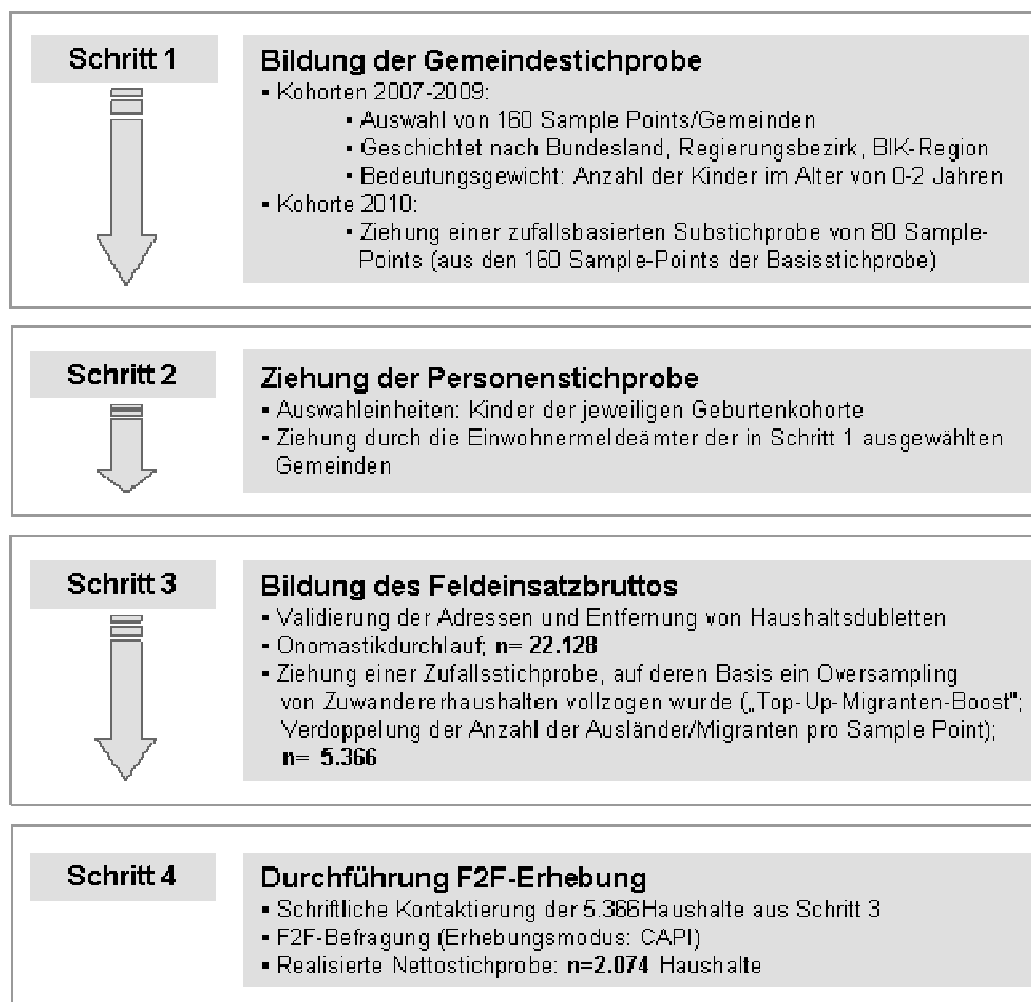 Schritt 1
Bildung der Gemeindestichprobe
▪ Kohorten 2007-2009:
▪ Auswahl von 160 Sample Points/Gemeinden
▪ Geschichtet nach Bundesland, Regierungsbezirk, BIK-Region
▪ Bedeutungsgewicht: Anzahl der Kinder im Alter von 0-2 Jahren
▪ Kohorte 2010:
▪ Ziehung einer zufallsbasierten Substichprobe von 80 Sample-
Points (aus den 160 Sample-Points der Basisstichprobe)
Schritt 2
Ziehung der Personenstichprobe
▪ Auswahleinheiten: Kinder der jeweiligen Geburtenkohorte
▪ Ziehung durch die Einwohnermeldeämter der in Schritt 1 ausgewählten
Gemeinden
Schritt 3
Bildung des Feldeinsatzbruttos
▪ Validierung der Adressen und Entfernung von Haushaltsdubletten
▪ Onomastikdurchlauf; n= 22.128
▪ Ziehung einer Zufallsstichprobe, auf deren Basis ein Oversampling
von Zuwandererhaushalten vollzogen wurde („Top-Up-Migranten-Boost";
Verdoppelung der Anzahl der Ausländer/Migranten pro Sample Point);
n= 5.366
Schritt 4
Durchführung F2F-Erhebung
▪ Schriftliche Kontaktierung der 5.366 Haushalte aus Schritt 3
▪ F2F-Befragung (Erhebungsmodus: CAPI)
▪ Realisierte Nettostichprobe: n=2.074 Haushalte